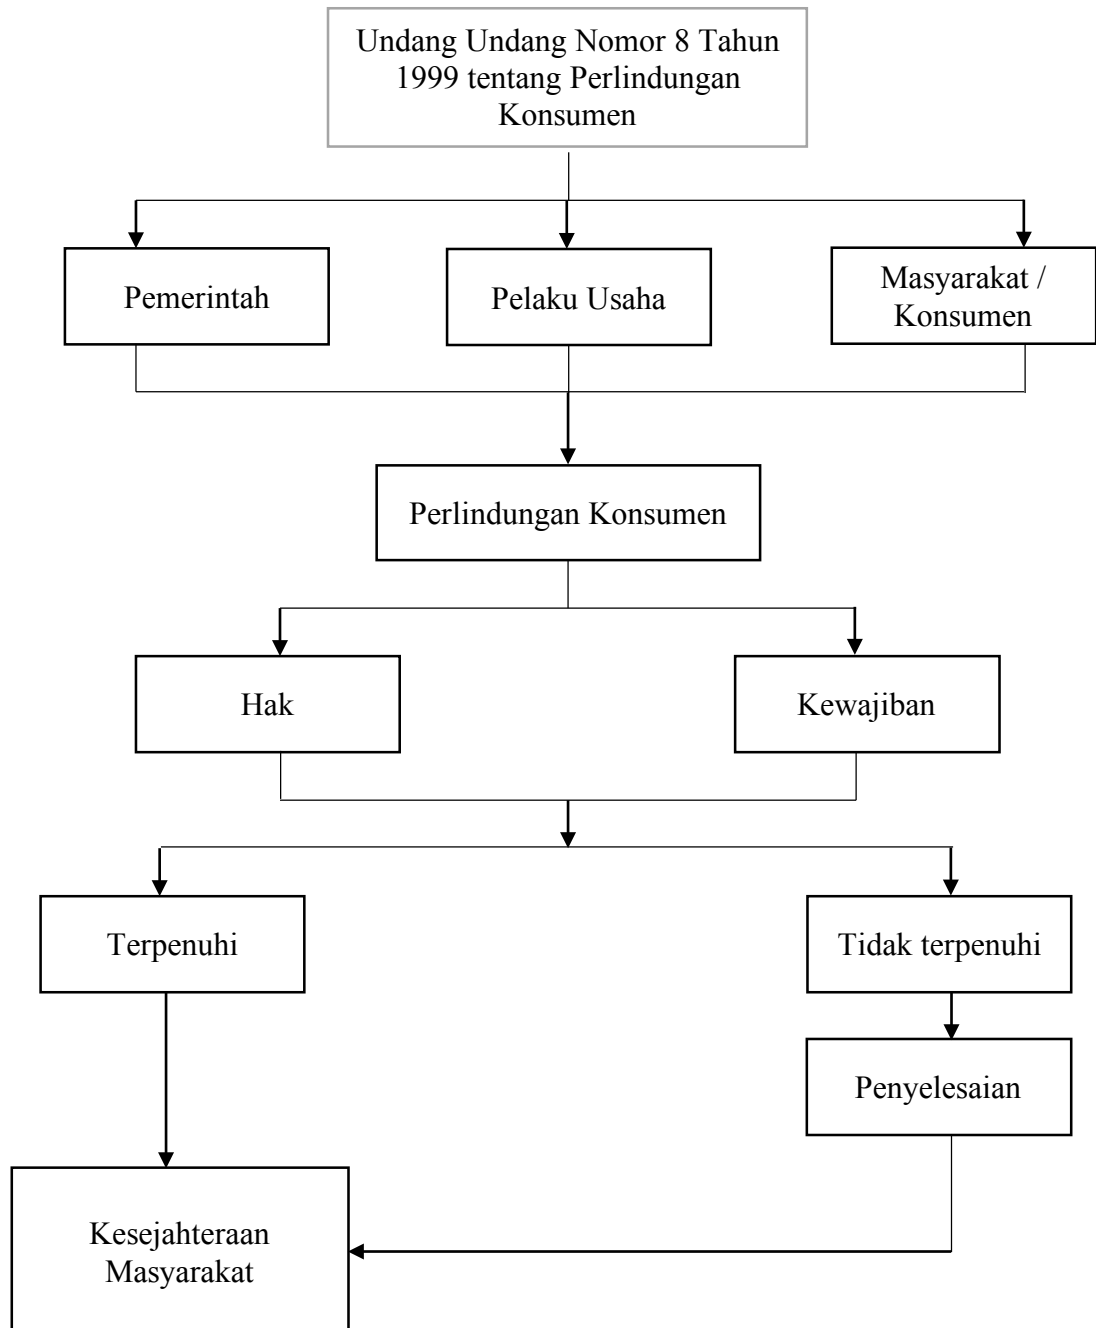 Undang Undang Nomor 8 Tahun
1999 tentang Perlindungan
Konsumen
Pemerintah
Pelaku Usaha
Masyarakat /
Konsumen
Perlindungan Konsumen
Hak
Kewajiban
Terpenuhi
Tidak terpenuhi
Penyelesaian
Kesejahteraan
Masyarakat